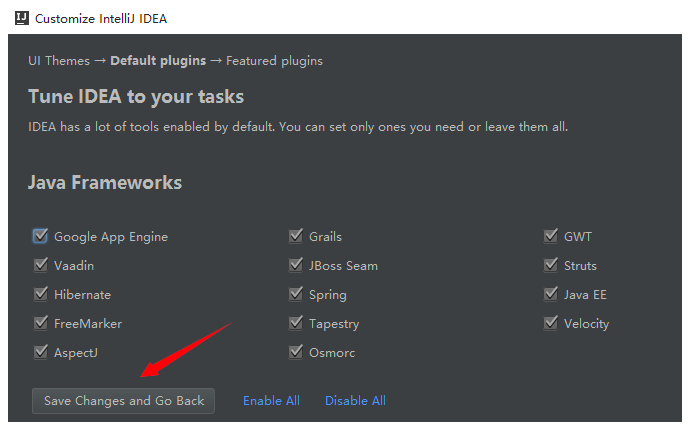 IJ Customize IntelliJ IDEA
UI Themes → Default plugins → Featured plugins
Tune IDEA to your tasks
IDEA has a lot of tools enabled by default. You can set only ones you need or leave them all.
Java Frameworks
Google App Engine Grails GWT
Vaadin JBoss Seam Struts
Hibernate Spring Java EE
FreeMarker Tapestry Velocity
AspectJ Osmorc
Save Changes and Go Back Enable All Disable All